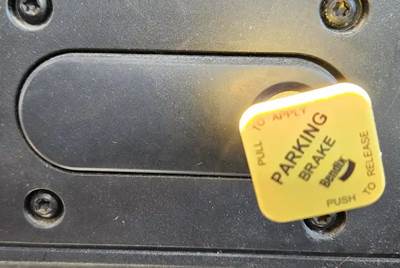 PULL TO APPLY
PARKING
BRAKE
Bendix
PUSH TO RELEASE